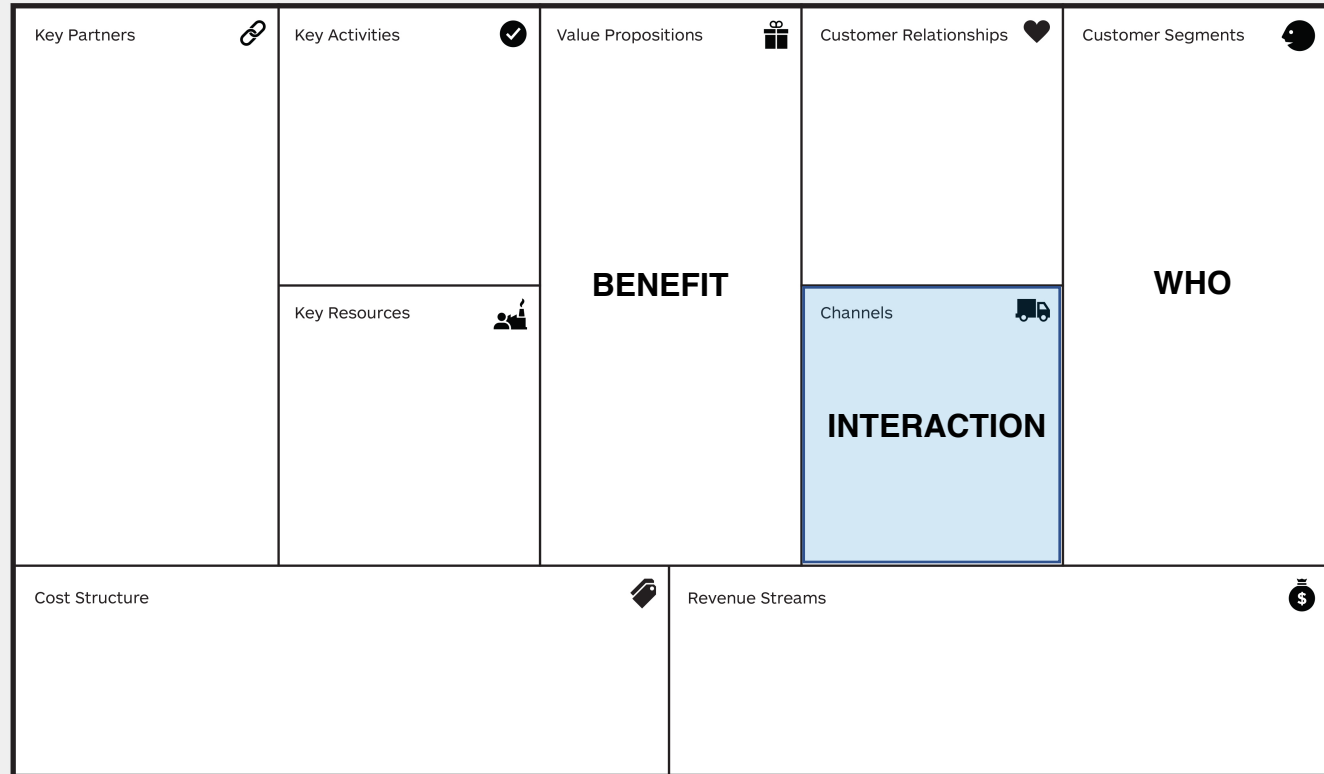 Key Partners
Key Activities
Value Propositions
Customer Relationships
Customer Segments
BENEFIT
WHO
Key Resources
Channels
INTERACTION
Cost Structure
Revenue Streams
$